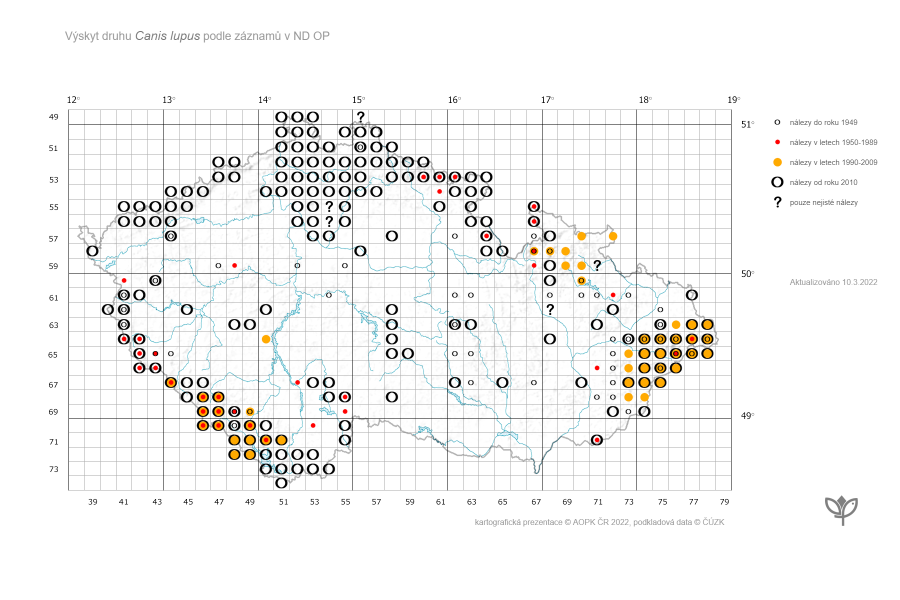 Výskyt druhu Canis lupus podle záznamů v ND OP
12° 13° 14° 15° 16° 17° 18° 19°
49
51°
51
53
55
57
59
50°
61
63
65
67
69
49°
71
73
39 41 43 45 47 49 51 53 55 57 59 61 63 65 67 69 71 73 75 77 79
? ? ? ? ?
nálezy do roku 1949
nálezy v letech 1950-1989
nálezy v letech 1990-2009
nálezy od roku 2010
? pouze nejisté nálezy
Aktualizováno 10.3.2022
kartografická prezentace © AOPK ČR 2022, podkladová data © ČÚZK